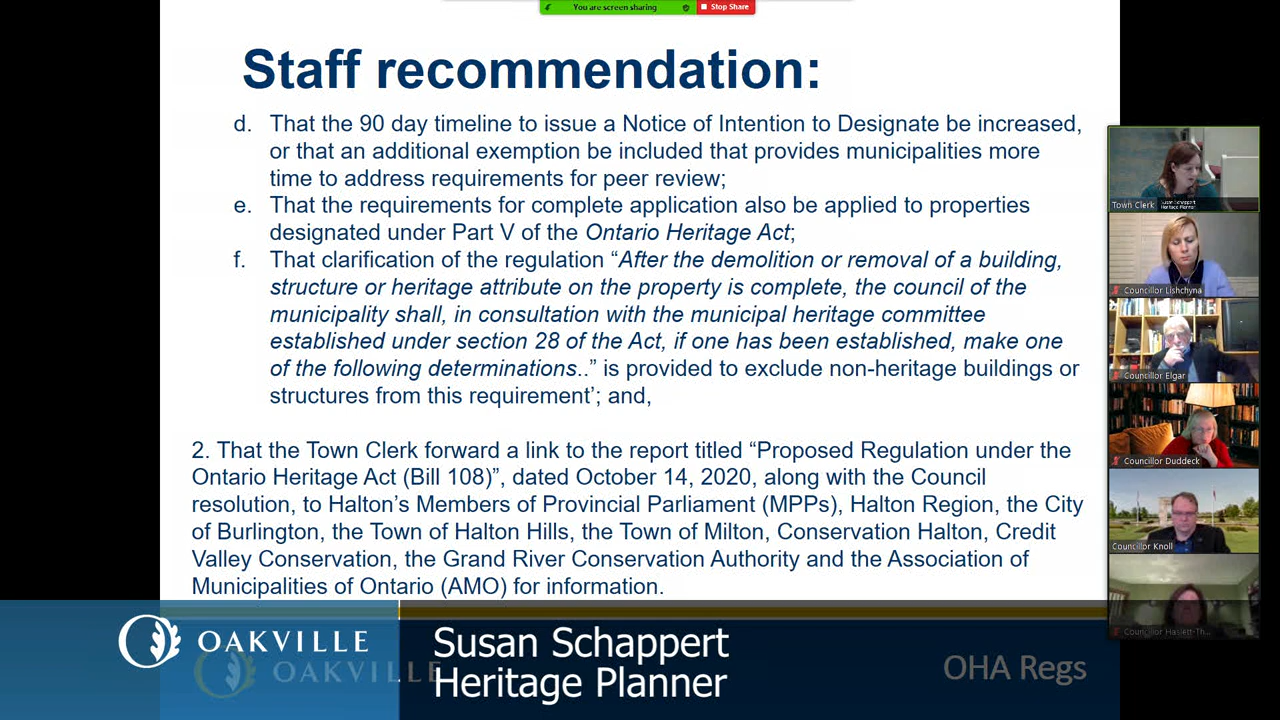 You are screen sharing
Stop Share
Staff recommendation:
d. That the 90 day timeline to issue a Notice of Intention to Designate be increased,
or that an additional exemption be included that provides municipalities more
time to address requirements for peer review;
e. That the requirements for complete application also be applied to properties
designated under Part V of the Ontario Heritage Act;
f. That clarification of the regulation “After the demolition or removal of a building,
structure or heritage attribute on the property is complete, the council of the
municipality shall, in consultation with the municipal heritage committee
established under section 28 of the Act, if one has been established, make one
of the following determinations..” is provided to exclude non-heritage buildings or
structures from this requirement’; and,
2. That the Town Clerk forward a link to the report titled “Proposed Regulation under the
Ontario Heritage Act (Bill 108)”, dated October 14, 2020, along with the Council
resolution, to Halton’s Members of Provincial Parliament (MPPs), Halton Region, the City
of Burlington, the Town of Halton Hills, the Town of Milton, Conservation Halton, Credit
Valley Conservation, the Grand River Conservation Authority and the Association of
Municipalities of Ontario (AMO) for information.
Town Clerk
Susan Schappert
Heritage Planner
Councillor Lishchyna
Councillor Elgar
Councillor Duddeck
Councillor Knoll
Councillor Haslett-Th...
OAKVILLE
OAKVILLE
Susan Schappert
Heritage Planner
OHA Regs